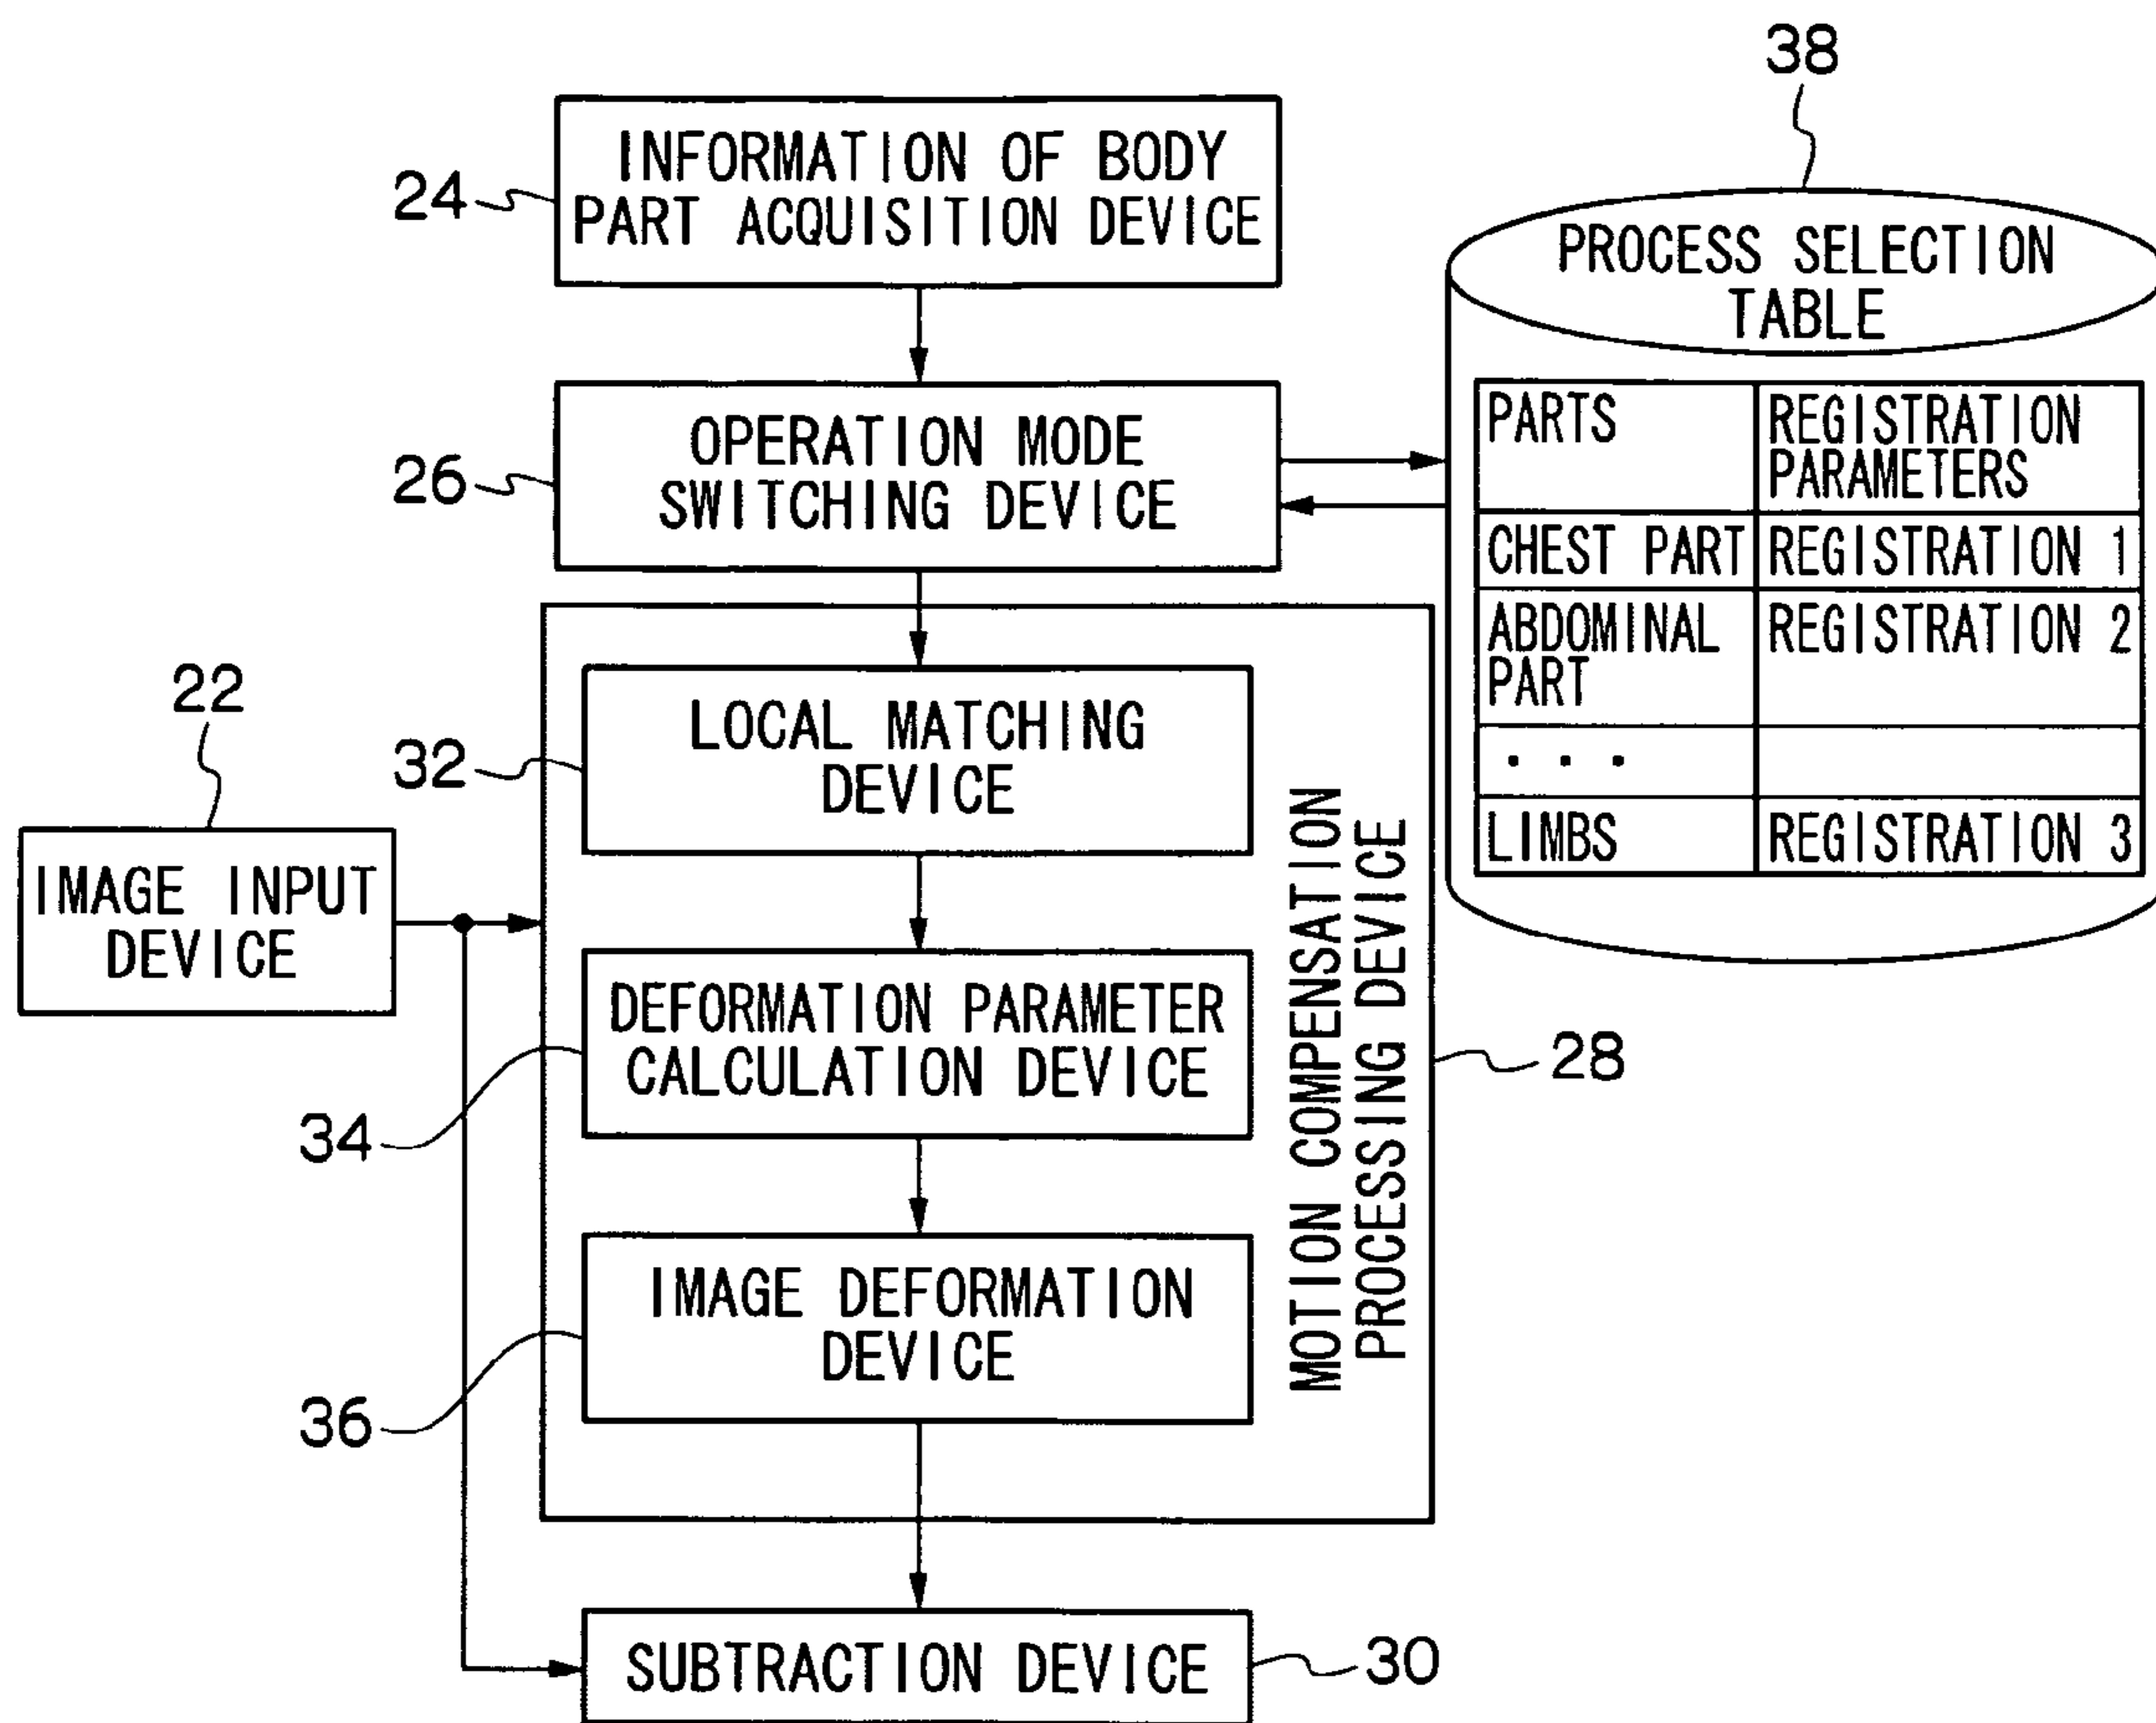 38
INFORMATION OF BODY
PART ACQUISITION DEVICE
24
PROCESS SELECTION
TABLE
OPERATION MODE
SWITCHING DEVICE
26
PARTS
REGISTRATION
PARAMETERS
CHEST PART
REGISTRATION 1
ABDOMINAL
PART
REGISTRATION 2
. . .
LIMBS
REGISTRATION 3
22
IMAGE INPUT
DEVICE
LOCAL MATCHING
DEVICE
32
DEFORMATION PARAMETER
CALCULATION DEVICE
34
IMAGE DEFORMATION
DEVICE
36
MOTION COMPENSATION
PROCESSING DEVICE
28
SUBTRACTION DEVICE
30